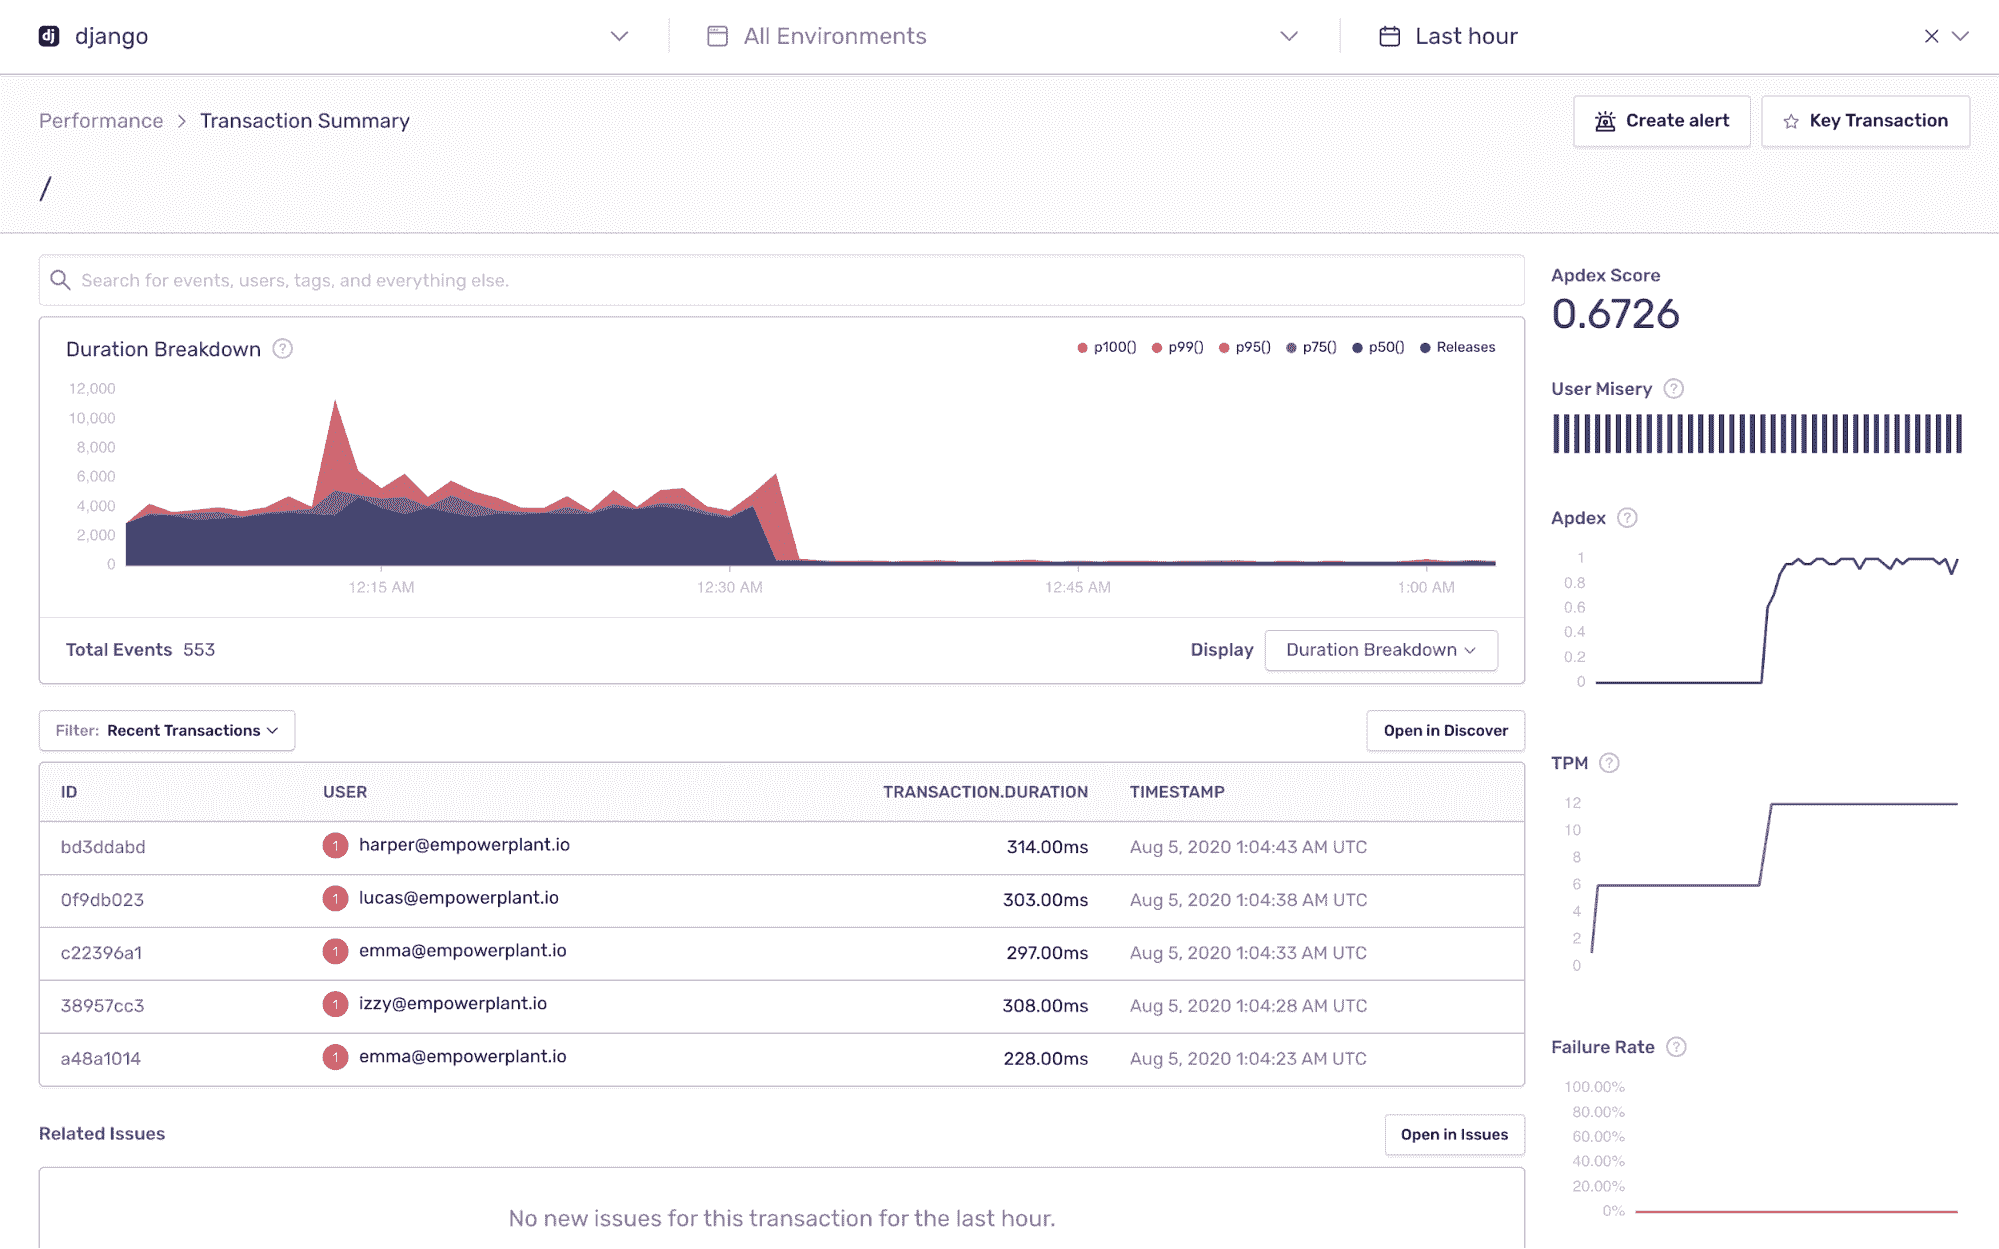 dj django All Environments Last hour
Performance > Transaction Summary Create alert Key Transaction
/
Search for events, users, tags, and everything else.
Duration Breakdown ? p100() p99() p95() p75() p50() Releases
12,000
10,000
8,000
6,000
4,000
2,000
0
12:15 AM 12:30 AM 12:45 AM 1:00 AM
Total Events 553 Display Duration Breakdown
Filter: Recent Transactions Open in Discover
ID USER TRANSACTION.DURATION TIMESTAMP
bd3ddabd 1 harper@empowerplant.io 314.00ms Aug 5, 2020 1:04:43 AM UTC
0f9db023 1 lucas@empowerplant.io 303.00ms Aug 5, 2020 1:04:38 AM UTC
c22396a1 1 emma@empowerplant.io 297.00ms Aug 5, 2020 1:04:33 AM UTC
38957cc3 1 izzy@empowerplant.io 308.00ms Aug 5, 2020 1:04:28 AM UTC
a48a1014 1 emma@empowerplant.io 228.00ms Aug 5, 2020 1:04:23 AM UTC
Related Issues Open in Issues
No new issues for this transaction for the last hour.
Apdex Score
0.6726
User Misery ?
Apdex ?
1
0.8
0.6
0.4
0.2
0
TPM ?
12
10
8
6
4
2
0
Failure Rate ?
100.00%
80.00%
60.00%
40.00%
20.00%
0%